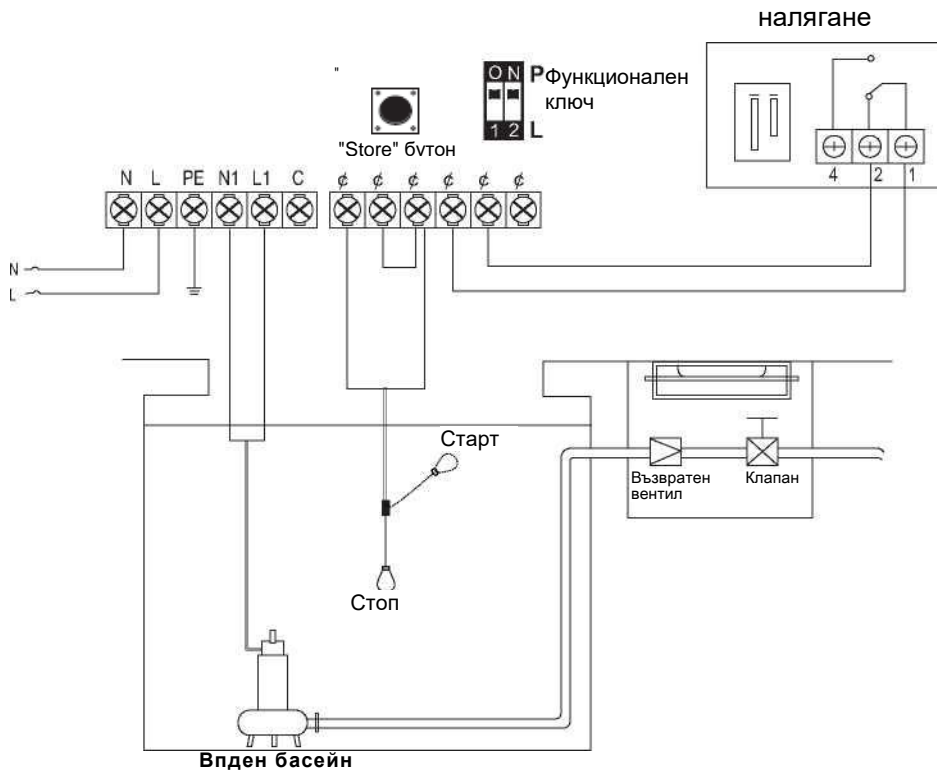 налягане
"
O N P Функционален
ключ
1 2 L
"Store" бутон
4 2 1
N L PE N1 L1 C ¢ ¢ ¢ ¢ ¢ ¢
N
L
Старт
Стоп
Възвратен
вентил
Клапан
Впден басейн